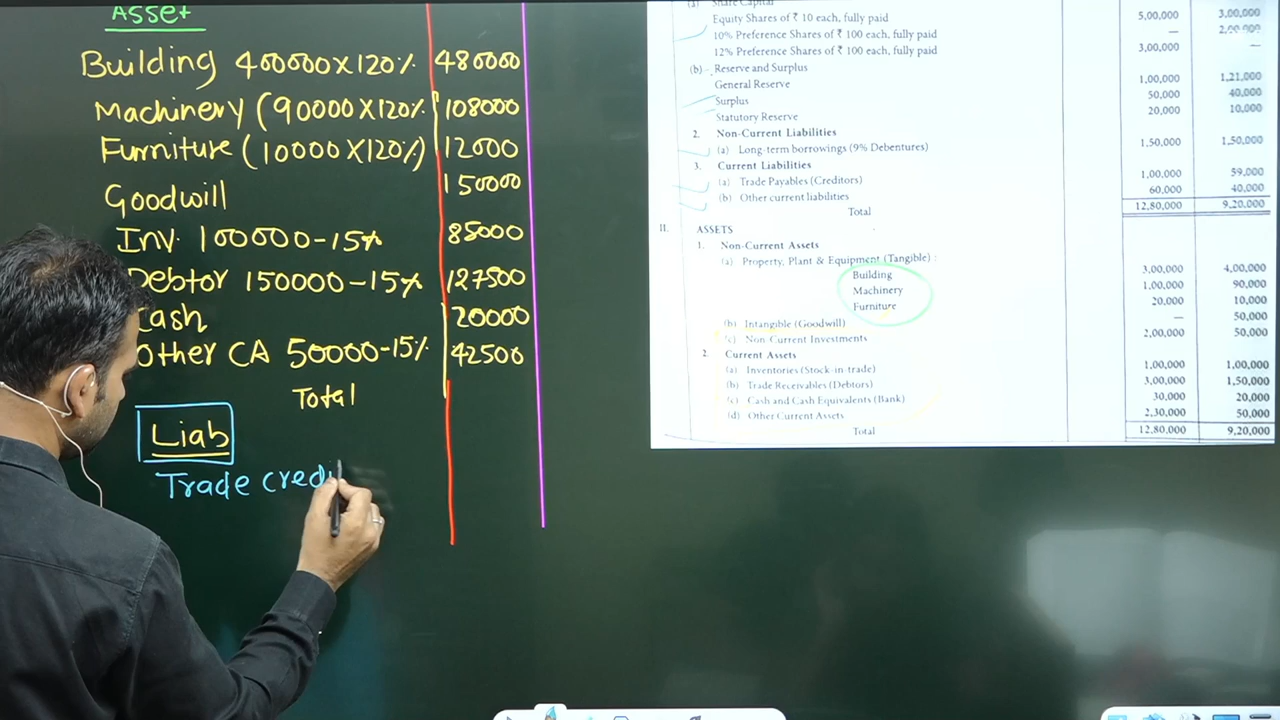 Asset
Building 400000X120% 480000
Machinery (90000X120% 108000
Furniture (10000X120%) 12000
Goodwill 150000
Inv. 100000-15% 85000
Debtor 150000-15% 127500
Cash 20000
Other CA 50000-15% 42500
Total
Liab
Trade credi
(a) Share Capital
Equity Shares of ₹ 10 each, fully paid 5,00,000 3,00,000
10% Preference Shares of ₹ 100 each, fully paid — 2,00,000
12% Preference Shares of ₹ 100 each, fully paid 3,00,000 —
(b) Reserve and Surplus
General Reserve 1,00,000 1,21,000
Surplus 50,000 40,000
Statutory Reserve 20,000 10,000
2. Non-Current Liabilities
(a) Long-term borrowings (9% Debentures) 1,50,000 1,50,000
3. Current Liabilities
(a) Trade Payables (Creditors) 1,00,000 59,000
(b) Other current liabilities 60,000 40,000
Total 12,80,000 9,20,000
II. ASSETS
1. Non-Current Assets
(a) Property, Plant & Equipment (Tangible) :
Building 3,00,000 4,00,000
Machinery 1,00,000 90,000
Furniture 20,000 10,000
(b) Intangible (Goodwill) — 50,000
(c) Non Current Investments 2,00,000 50,000
2. Current Assets
(a) Inventories (Stock-in-trade) 1,00,000 1,00,000
(b) Trade Receivables (Debtors) 3,00,000 1,50,000
(c) Cash and Cash Equivalents (Bank) 30,000 20,000
(d) Other Current Assets 2,30,000 50,000
Total 12,80,000 9,20,000